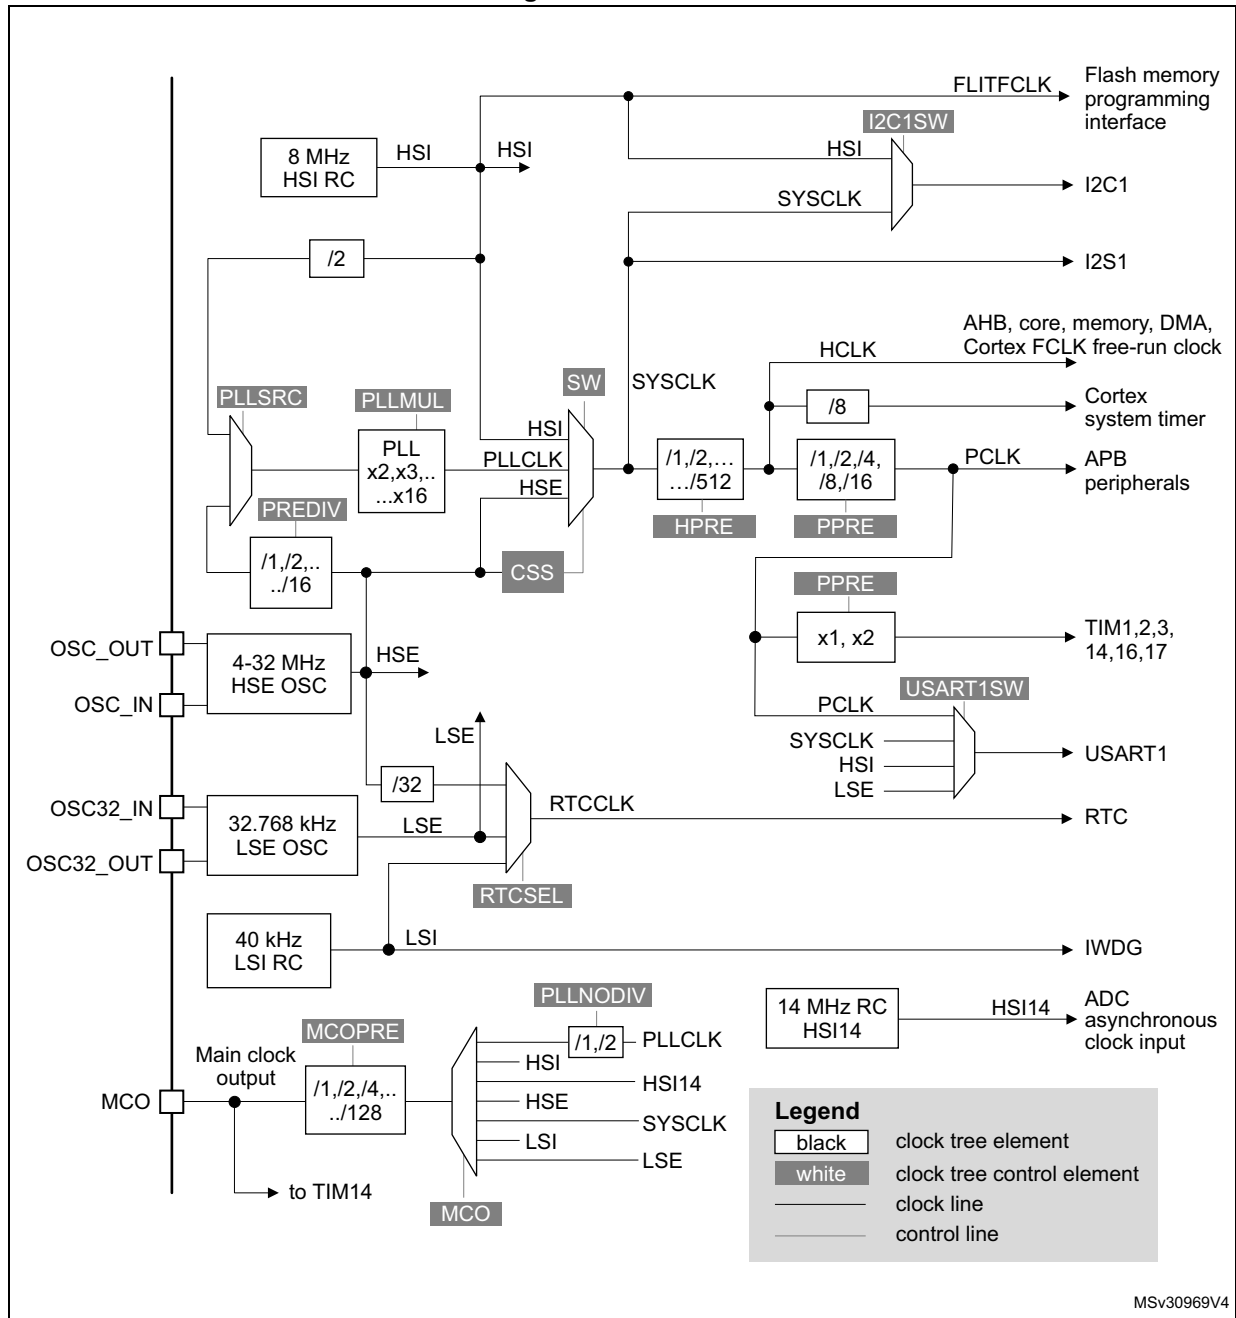 FLITFCLK
Flash memory
programming
interface
I2C1SW
8 MHz
HSI RC
HSI
HSI
HSI
SYSCLK
I2C1
/2
I2S1
AHB, core, memory, DMA,
Cortex FCLK free-run clock
HCLK
SW
SYSCLK
/8
Cortex
system timer
PLLSRC
PLLMUL
PLL
x2,x3,..
...x16
HSI
PLLCLK
HSE
/1,/2,…
…/512
HPRE
/1,/2,/4,
/8,/16
PPRE
PCLK
APB
peripherals
PREDIV
/1,/2,..
../16
CSS
PPRE
x1, x2
TIM1,2,3,
14,16,17
OSC_OUT
OSC_IN
4-32 MHz
HSE OSC
HSE
USART1SW
PCLK
SYSCLK
HSI
LSE
USART1
LSE
/32
RTCCLK
RTC
OSC32_IN
OSC32_OUT
32.768 kHz
LSE OSC
LSE
RTCSEL
40 kHz
LSI RC
LSI
IWDG
PLLNODIV
/1,/2
PLLCLK
HSI
HSI14
HSE
SYSCLK
LSI
LSE
MCO
14 MHz RC
HSI14
HSI14
ADC
asynchronous
clock input
MCOPRE
Main clock
output
/1,/2,/4,..
../128
MCO
to TIM14
Legend
black
clock tree element
white
clock tree control element
clock line
control line
MSv30969V4